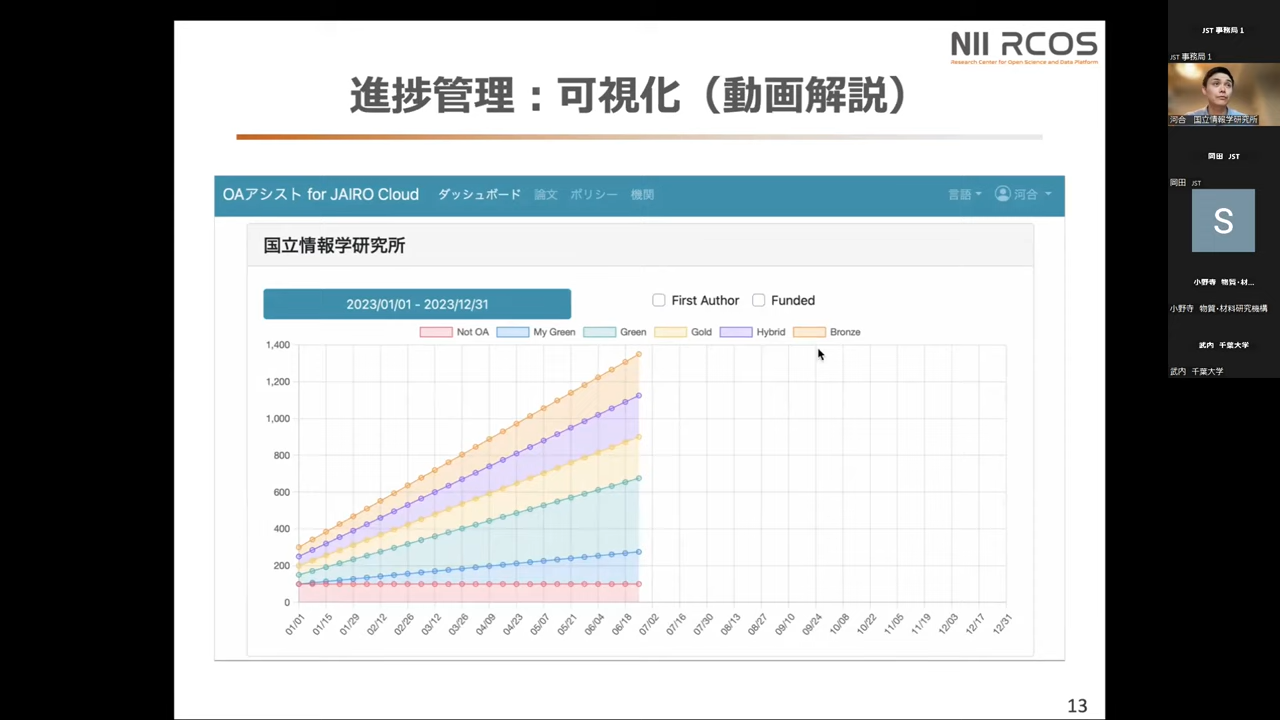 NII RCOS
Research Center for Open Science and Data Platform
進捗管理：可視化（動画解説）
OAアシスト for JAIRO Cloud ダッシュボード 論文 ポリシー 機関 言語 河合
国立情報学研究所
2023/01/01 - 2023/12/31
First Author Funded
Not OA My Green Green Gold Hybrid Bronze
1,400
1,200
1,000
800
600
400
200
0
01/01 01/15 01/29 02/12 02/26 03/12 03/26 04/09 04/23 05/07 05/21 06/04 06/18 07/02 07/16 07/30 08/13 08/27 09/10 09/24 10/08 10/22 11/05 11/19 12/03 12/17 12/31
13
JST 事務局 1
JST 事務局 1
河合 国立情報学研究所
岡田 JST
岡田 JST
S
小野寺 物質・材...
小野寺 物質・材料研究機構
武内 千葉大学
武内 千葉大学